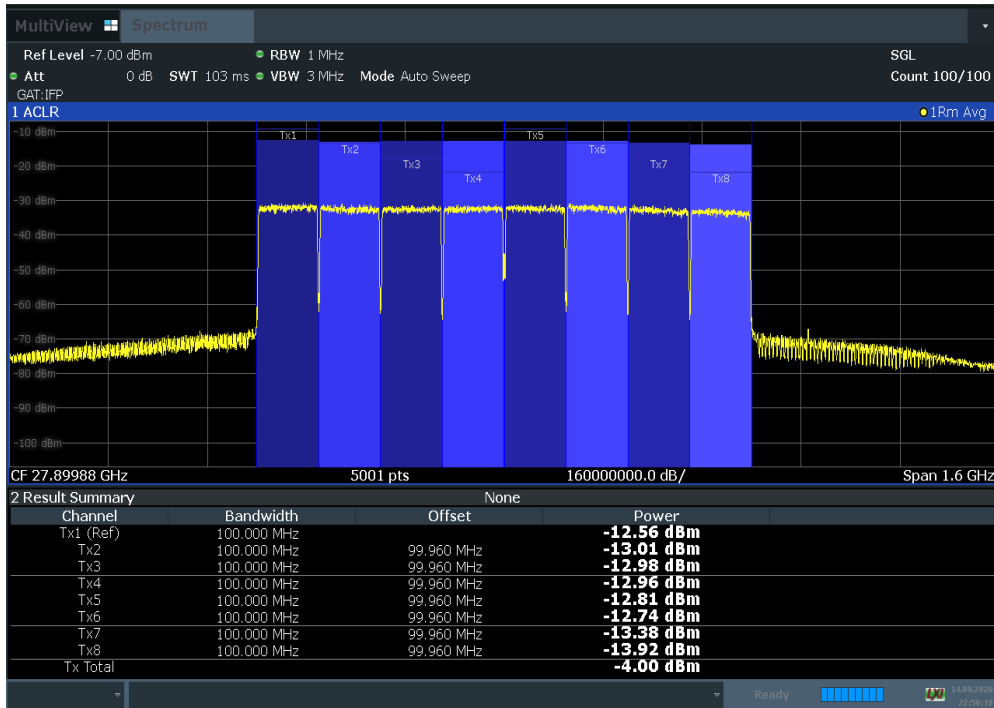 MultiView Spectrum
Ref Level -7.00 dBm RBW 1 MHz SGL
Att 0 dB SWT 103 ms VBW 3 MHz Mode Auto Sweep Count 100/100
GAT:IFP
1 ACLR 1Rm Avg
-10 dBm
Tx1 Tx5
Tx2 Tx6
-20 dBm Tx3 Tx7
Tx4 Tx8
-30 dBm
-40 dBm
-50 dBm
-60 dBm
-70 dBm
-80 dBm
-90 dBm
-100 dBm
CF 27.89988 GHz 5001 pts 160000000.0 dB/ Span 1.6 GHz
2 Result Summary None
Channel Bandwidth Offset Power
Tx1 (Ref) 100.000 MHz -12.56 dBm
Tx2 100.000 MHz 99.960 MHz -13.01 dBm
Tx3 100.000 MHz 99.960 MHz -12.98 dBm
Tx4 100.000 MHz 99.960 MHz -12.96 dBm
Tx5 100.000 MHz 99.960 MHz -12.81 dBm
Tx6 100.000 MHz 99.960 MHz -12.74 dBm
Tx7 100.000 MHz 99.960 MHz -13.38 dBm
Tx8 100.000 MHz 99.960 MHz -13.92 dBm
Tx Total -4.00 dBm
Ready LXI 14.09.2020
22:56:18